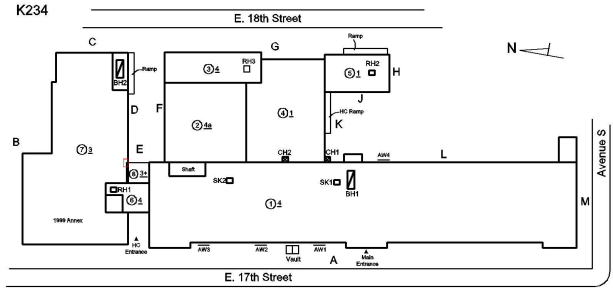 K234
E. 18th Street
C
G
Ramp
N
Ramp
BH2
3 4
RH3
RH2
5 1
H
D
F
J
HC Ramp
K
2 4a
4 1
B
7 3
E
CH2
CH1
AW4
L
Avenue S
8 3+
Shaft
SK2
SK1
BH1
M
RH1
6 4
1 4
1999 Annex
HC
Entrance
AW3
AW2
Vault
AW1
A
Main
Entrance
E. 17th Street